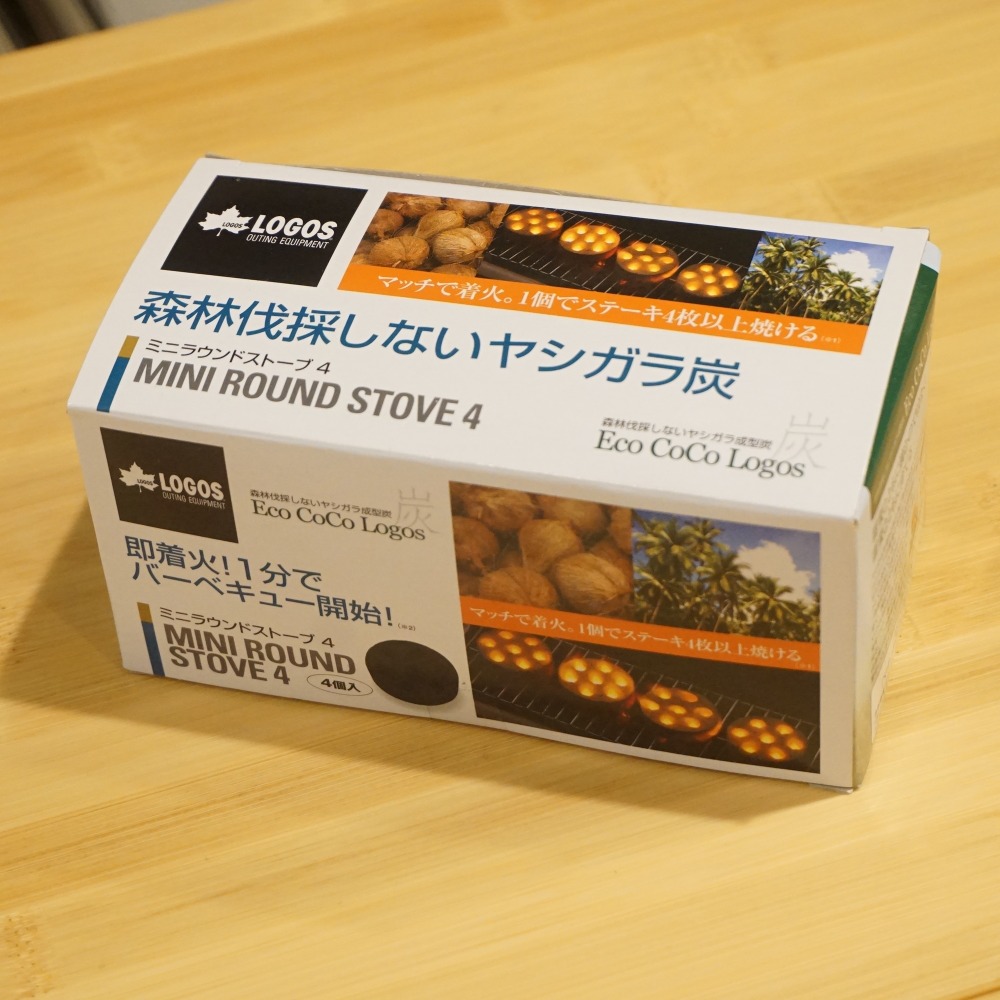 LOGOS
LOGOS
OUTING EQUIPMENT
マッチで着火。1個でステーキ4枚以上焼ける(※1)
森林伐採しないヤシガラ炭
ミニラウンドストーブ 4
MINI ROUND STOVE 4
森林伐採しないヤシガラ成型炭
Eco CoCo Logos
炭
LOGOS
LOGOS
OUTING EQUIPMENT
森林伐採しないヤシガラ成型炭
Eco CoCo Logos
炭
即着火!1分で
バーベキュー開始!(※2)
ミニラウンドストーブ 4
MINI ROUND
STOVE 4
4個入
マッチで着火。1個でステーキ4枚以上焼ける(※1)